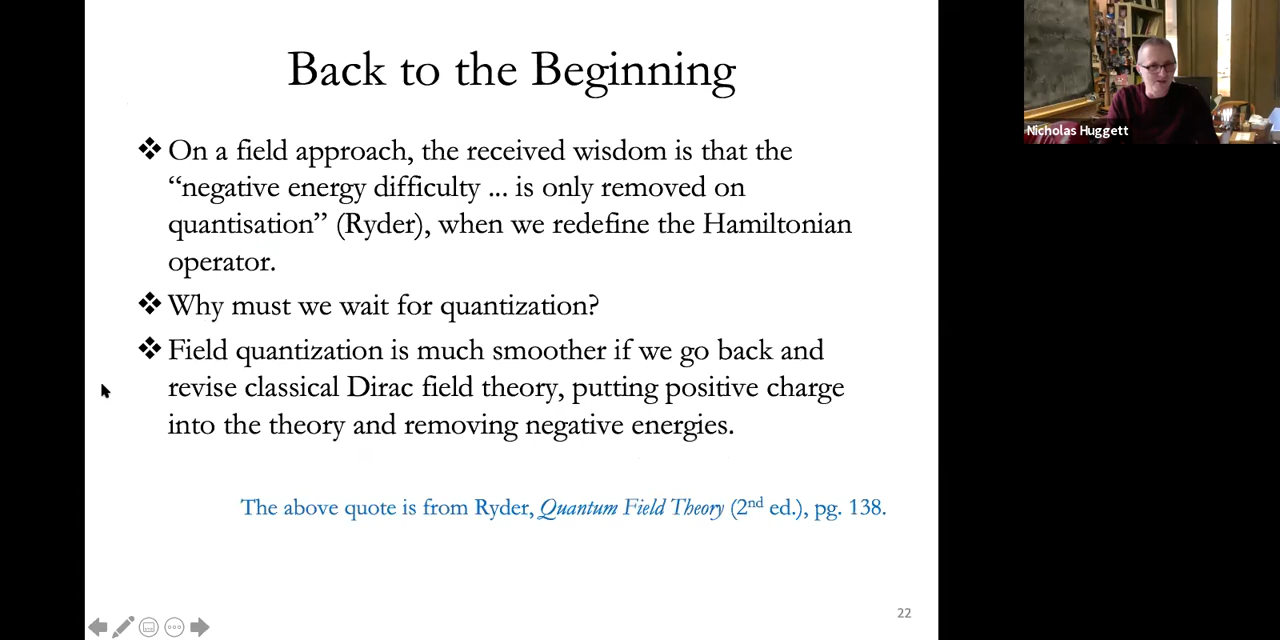 Back to the Beginning
❖ On a field approach, the received wisdom is that the
“negative energy difficulty ... is only removed on
quantisation” (Ryder), when we redefine the Hamiltonian
operator.
❖ Why must we wait for quantization?
❖ Field quantization is much smoother if we go back and
revise classical Dirac field theory, putting positive charge
into the theory and removing negative energies.
The above quote is from Ryder, Quantum Field Theory (2nd ed.), pg. 138.
22
Nicholas Huggett